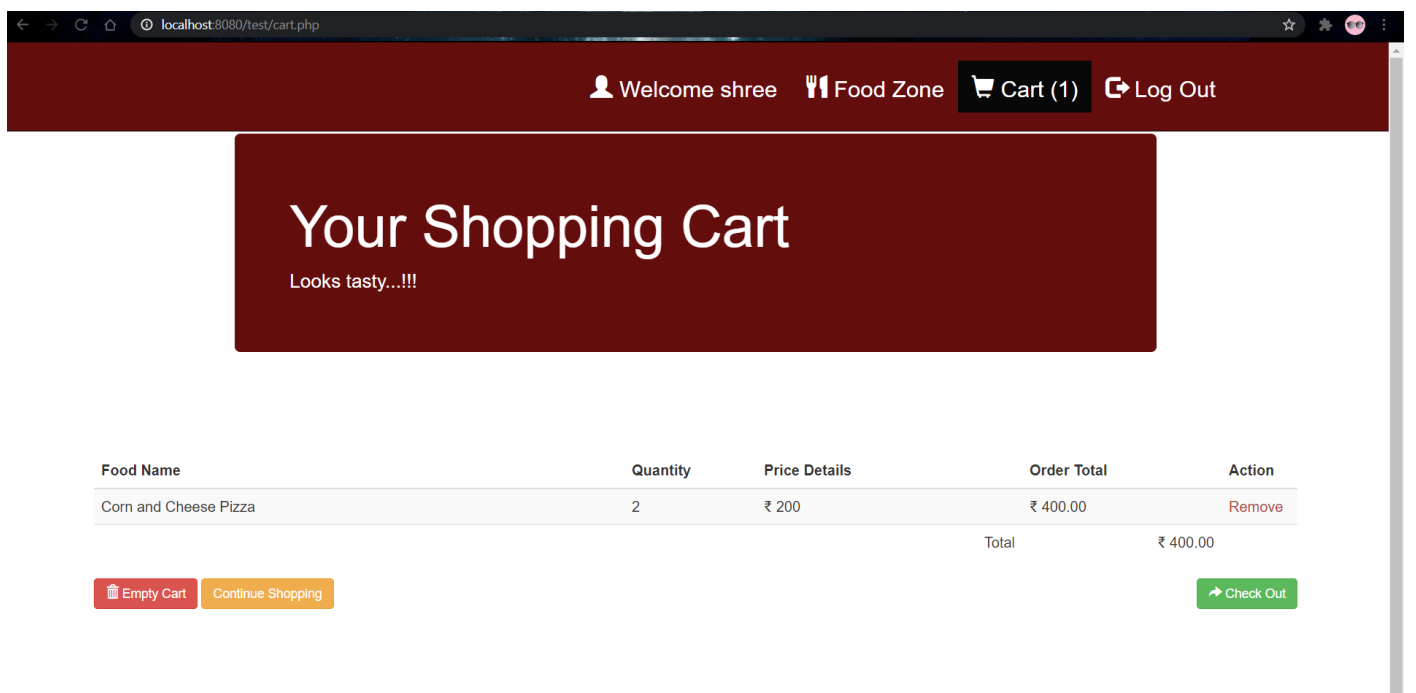 localhost:8080/test/cart.php
Welcome shree Food Zone Cart (1) Log Out
Your Shopping Cart
Looks tasty...!!!
Food Name Quantity Price Details Order Total Action
Corn and Cheese Pizza 2 ₹ 200 ₹ 400.00 Remove
Total ₹ 400.00
Empty Cart Continue Shopping Check Out